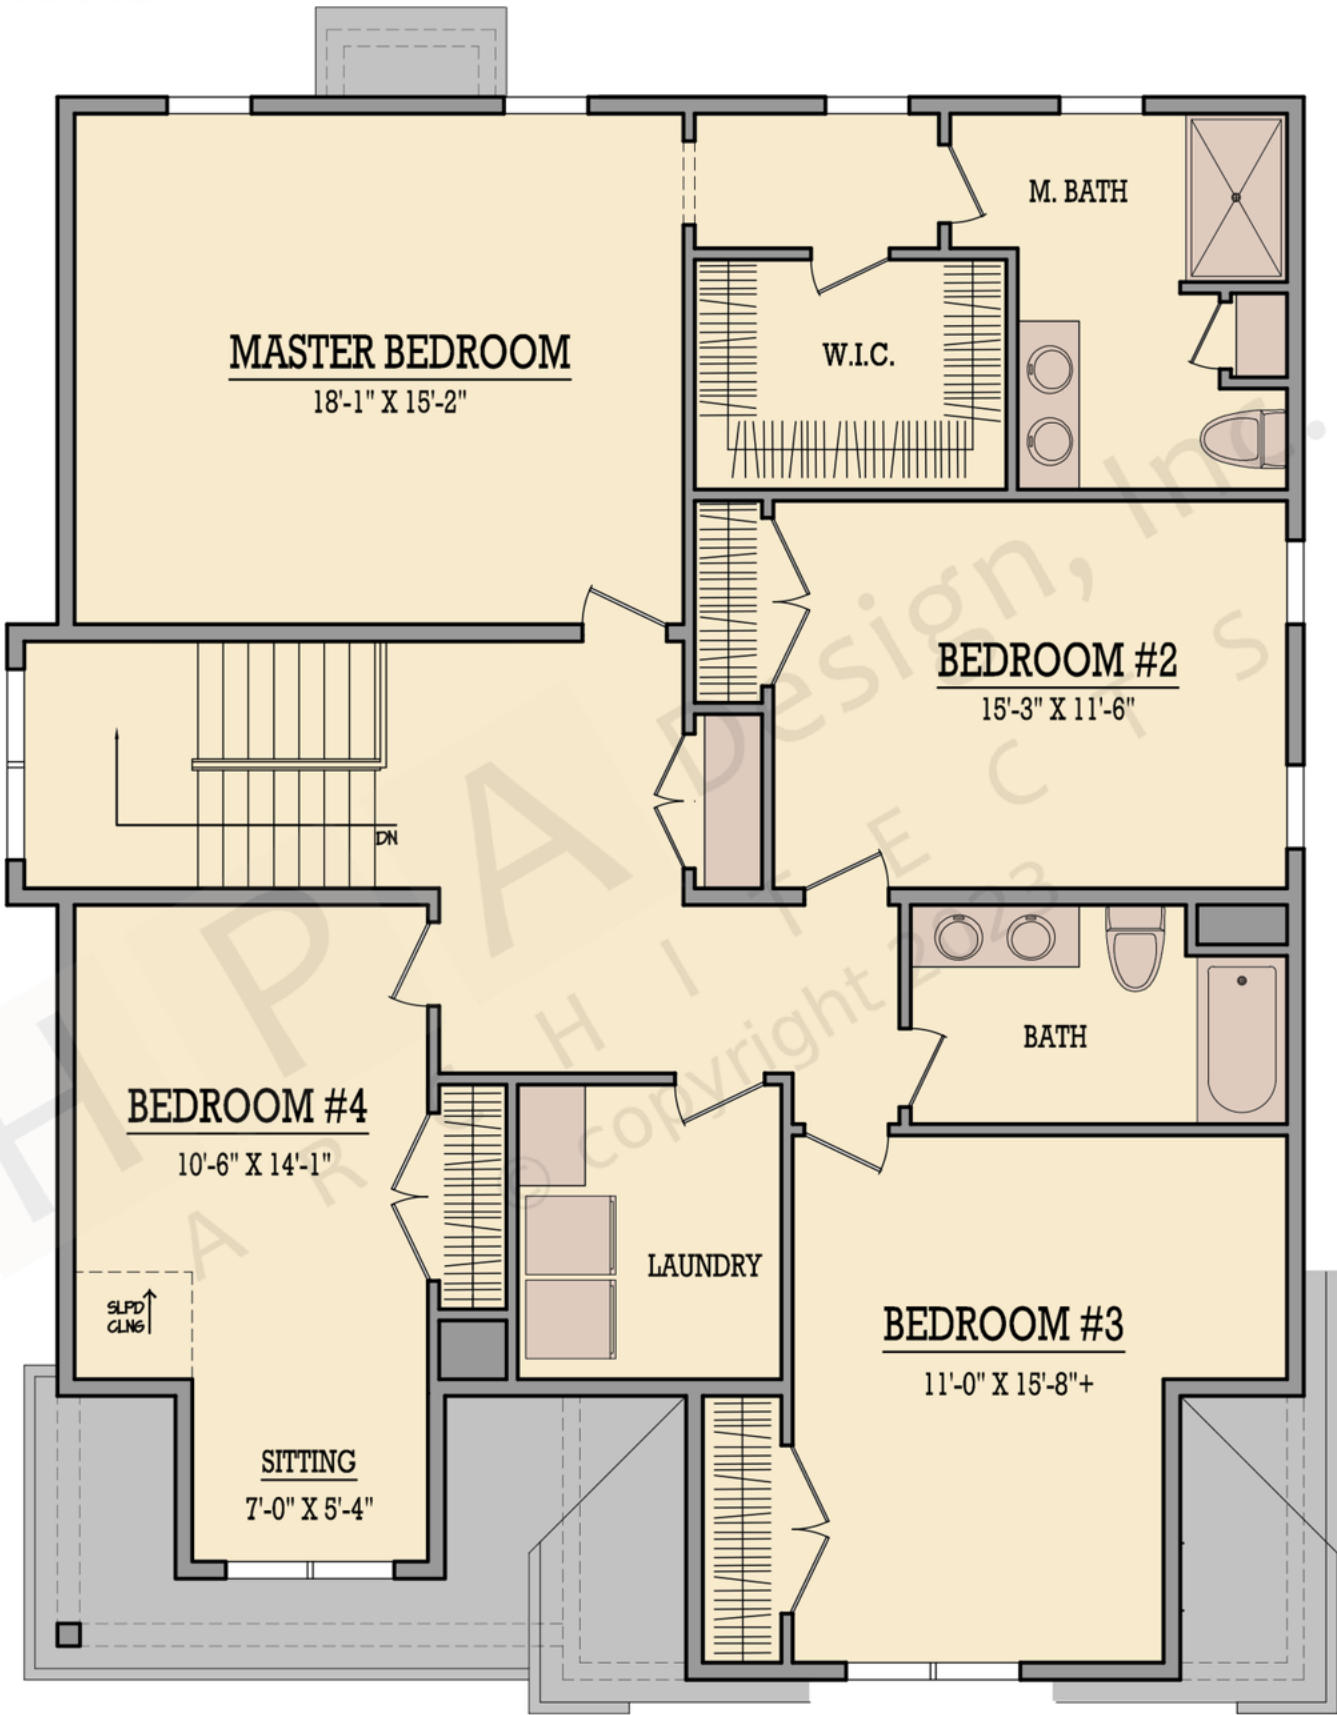 M. BATH
MASTER BEDROOM
18'-1" X 15'-2"
W.I.C.
BEDROOM #2
15'-3" X 11'-6"
DN
BATH
BEDROOM #4
10'-6" X 14'-1"
LAUNDRY
SLPD
CLNG
BEDROOM #3
11'-0" X 15'-8"+
SITTING
7'-0" X 5'-4"
HPA Design, Inc.
ARCHITECTS
© copyright 2023